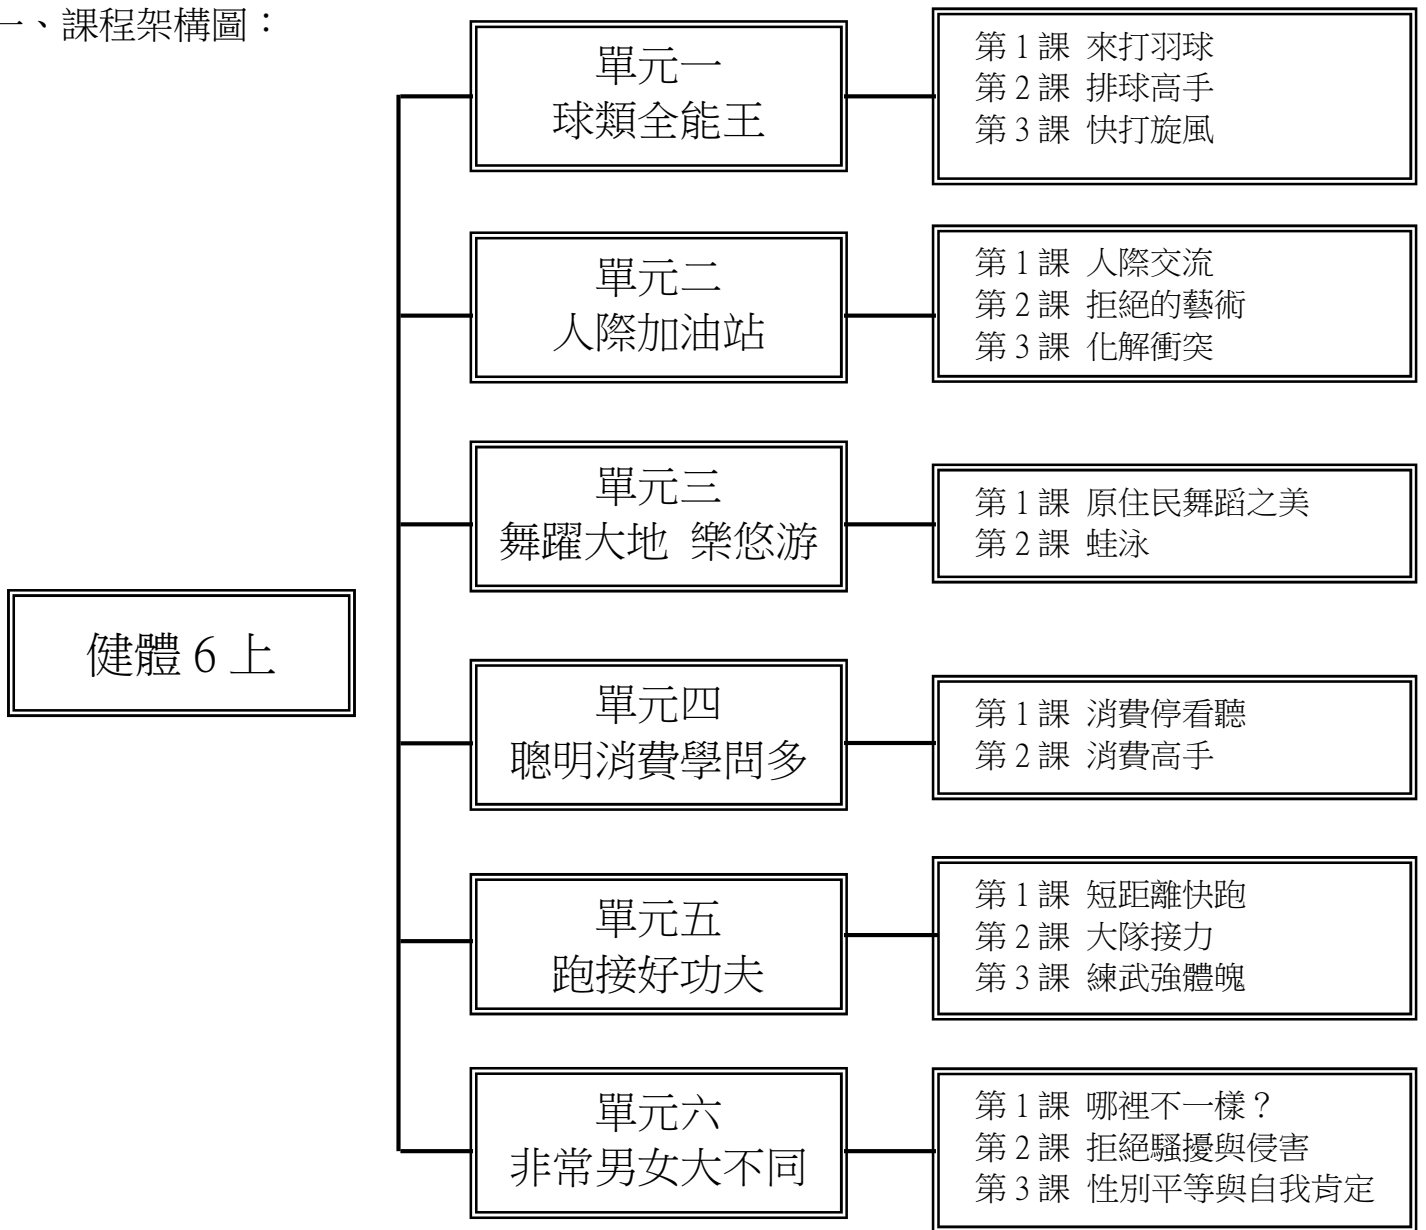 一、課程架構圖：
單元一
球類全能王
第 1 課 來打羽球
第 2 課 排球高手
第 3 課 快打旋風
單元二
人際加油站
第 1 課 人際交流
第 2 課 拒絕的藝術
第 3 課 化解衝突
單元三
舞躍大地 樂悠游
第 1 課 原住民舞蹈之美
第 2 課 蛙泳
健體 6 上
單元四
聰明消費學問多
第 1 課 消費停看聽
第 2 課 消費高手
單元五
跑接好功夫
第 1 課 短距離快跑
第 2 課 大隊接力
第 3 課 練武強體魄
單元六
非常男女大不同
第 1 課 哪裡不一樣？
第 2 課 拒絕騷擾與侵害
第 3 課 性別平等與自我肯定